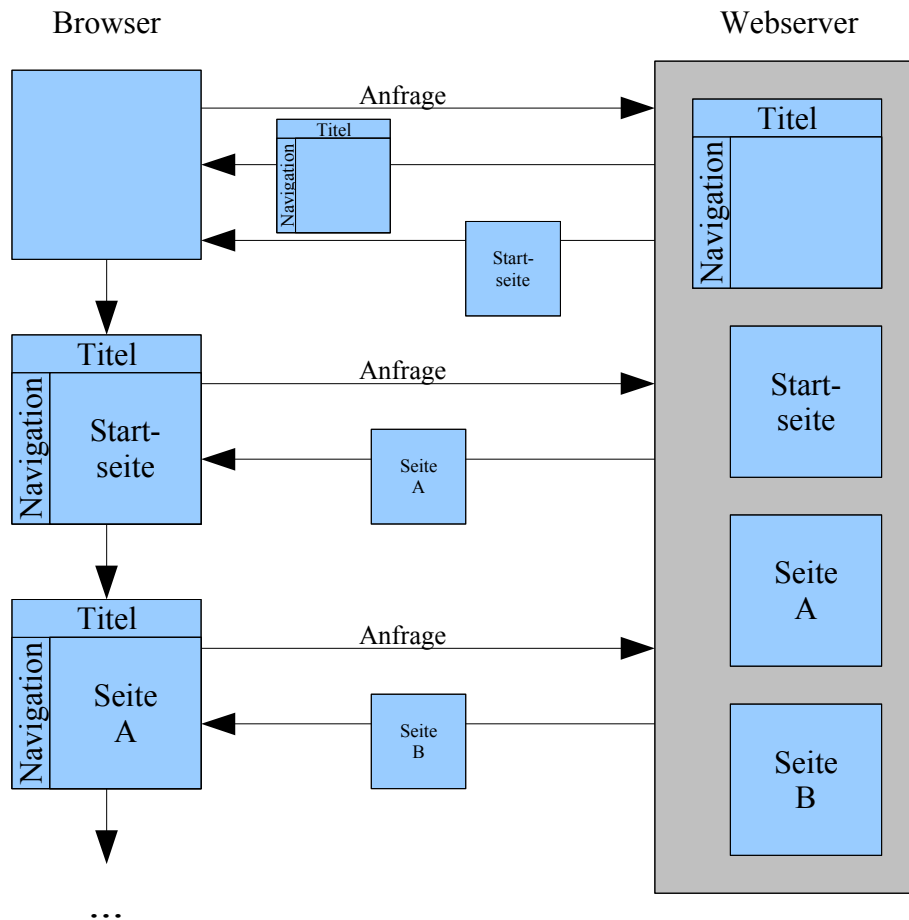 Browser
Webserver
Anfrage
Titel
Navigation
Titel
Navigation
Start-
seite
Titel
Navigation
Start-
seite
Anfrage
Start-
seite
Seite
A
Titel
Navigation
Seite
A
Anfrage
Seite
A
Seite
B
Seite
B
...